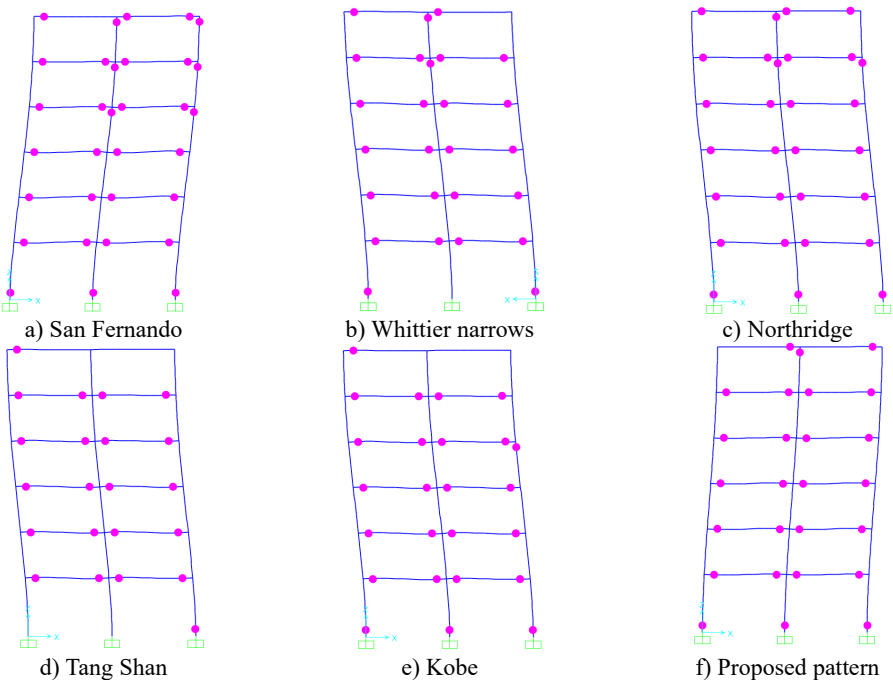 a) San Fernando
b) Whittier narrows
c) Northridge
X
X
X
d) Tang Shan
e) Kobe
f) Proposed pattern
X
X
X